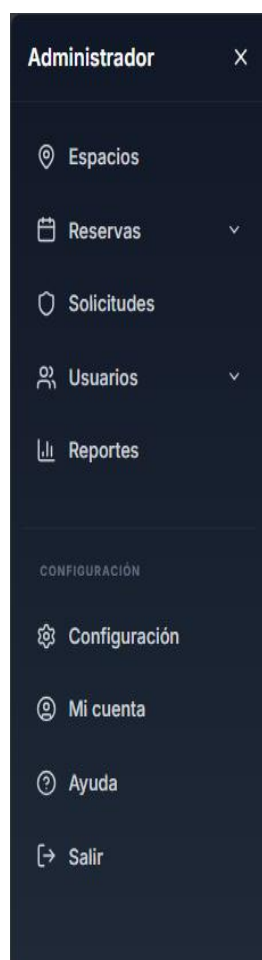 Administrador
Espacios
Reservas
Solicitudes
Usuarios
Reportes
CONFIGURACIÓN
Configuración
Mi cuenta
Ayuda
Salir